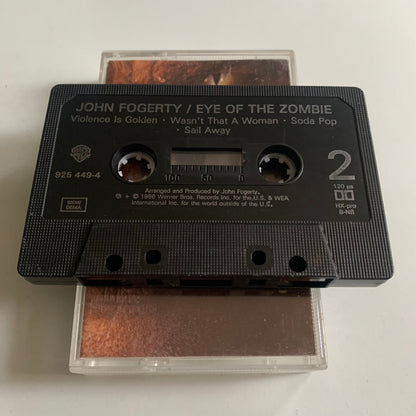 JOHN FOGERTY / EYE OF THE ZOMBIE
Violence Is Golden • Wasn't That A Woman • Soda Pop
• Sail Away
925 449-4
2
100 50 0
120 µs
HX-pro
B-NR
BIEM
GEMA
Arranged and Produced by John Fogerty.
℗ + © 1986 Warner Bros. Records Inc. for the U.S. & WEA
International Inc. for the world outside of the U.S.